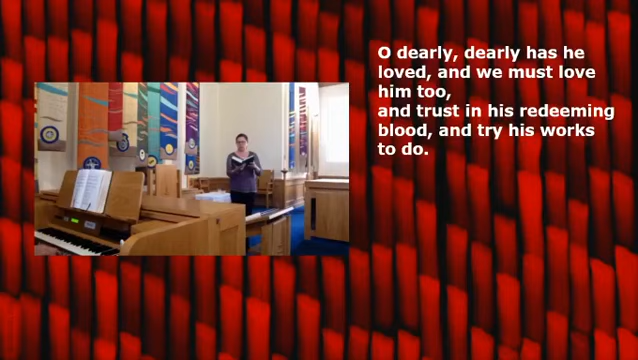 O dearly, dearly has he
loved, and we must love
him too,
and trust in his redeeming
blood, and try his works
to do.